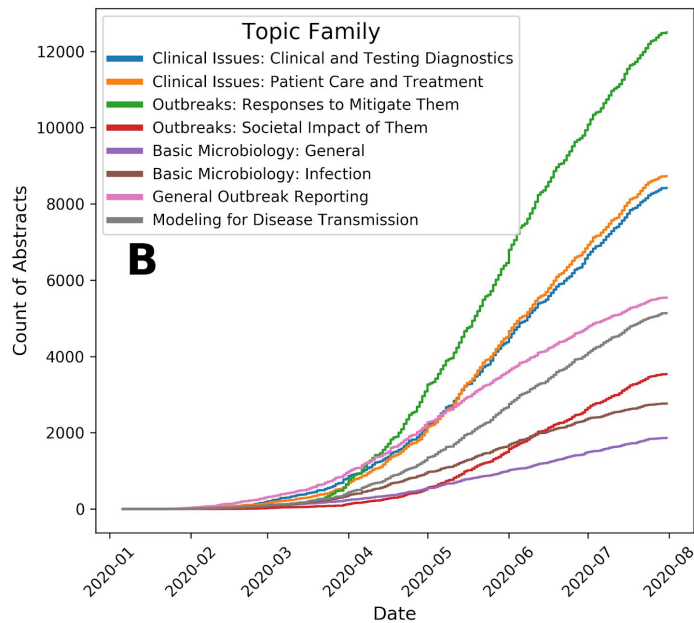 Topic Family
Clinical Issues: Clinical and Testing Diagnostics
Clinical Issues: Patient Care and Treatment
Outbreaks: Responses to Mitigate Them
Outbreaks: Societal Impact of Them
Basic Microbiology: General
Basic Microbiology: Infection
General Outbreak Reporting
Modeling for Disease Transmission
B
Count of Abstracts
12000
10000
8000
6000
4000
2000
0
2020-01
2020-02
2020-03
2020-04
2020-05
2020-06
2020-07
2020-08
Date